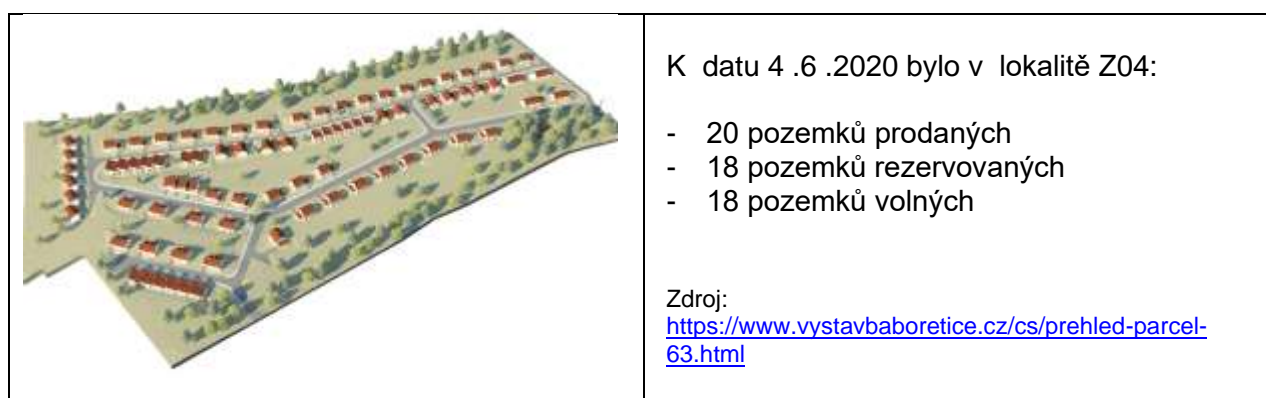 K datu 4 .6 .2020 bylo v lokalitě Z04:
- 20 pozemků prodaných
- 18 pozemků rezervovaných
- 18 pozemků volných
Zdroj:
https://www.vystavbaboretice.cz/cs/prehled-parcel-
63.html